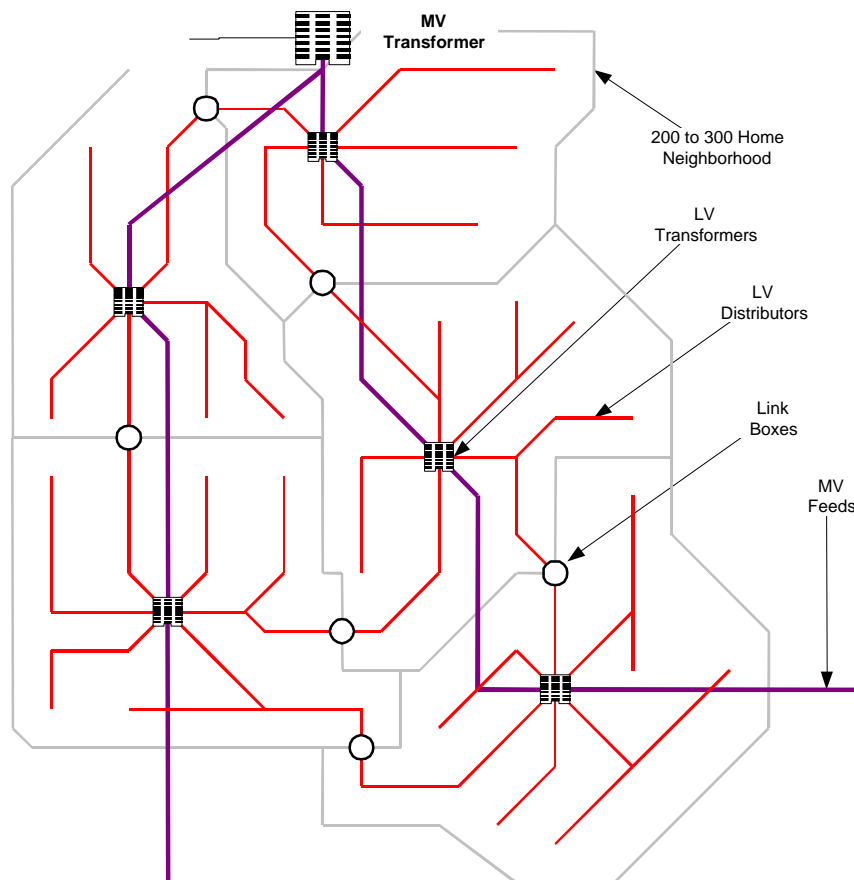 MV
Transformer
200 to 300 Home
Neighborhood
LV
Transformers
LV
Distributors
Link
Boxes
MV
Feeds